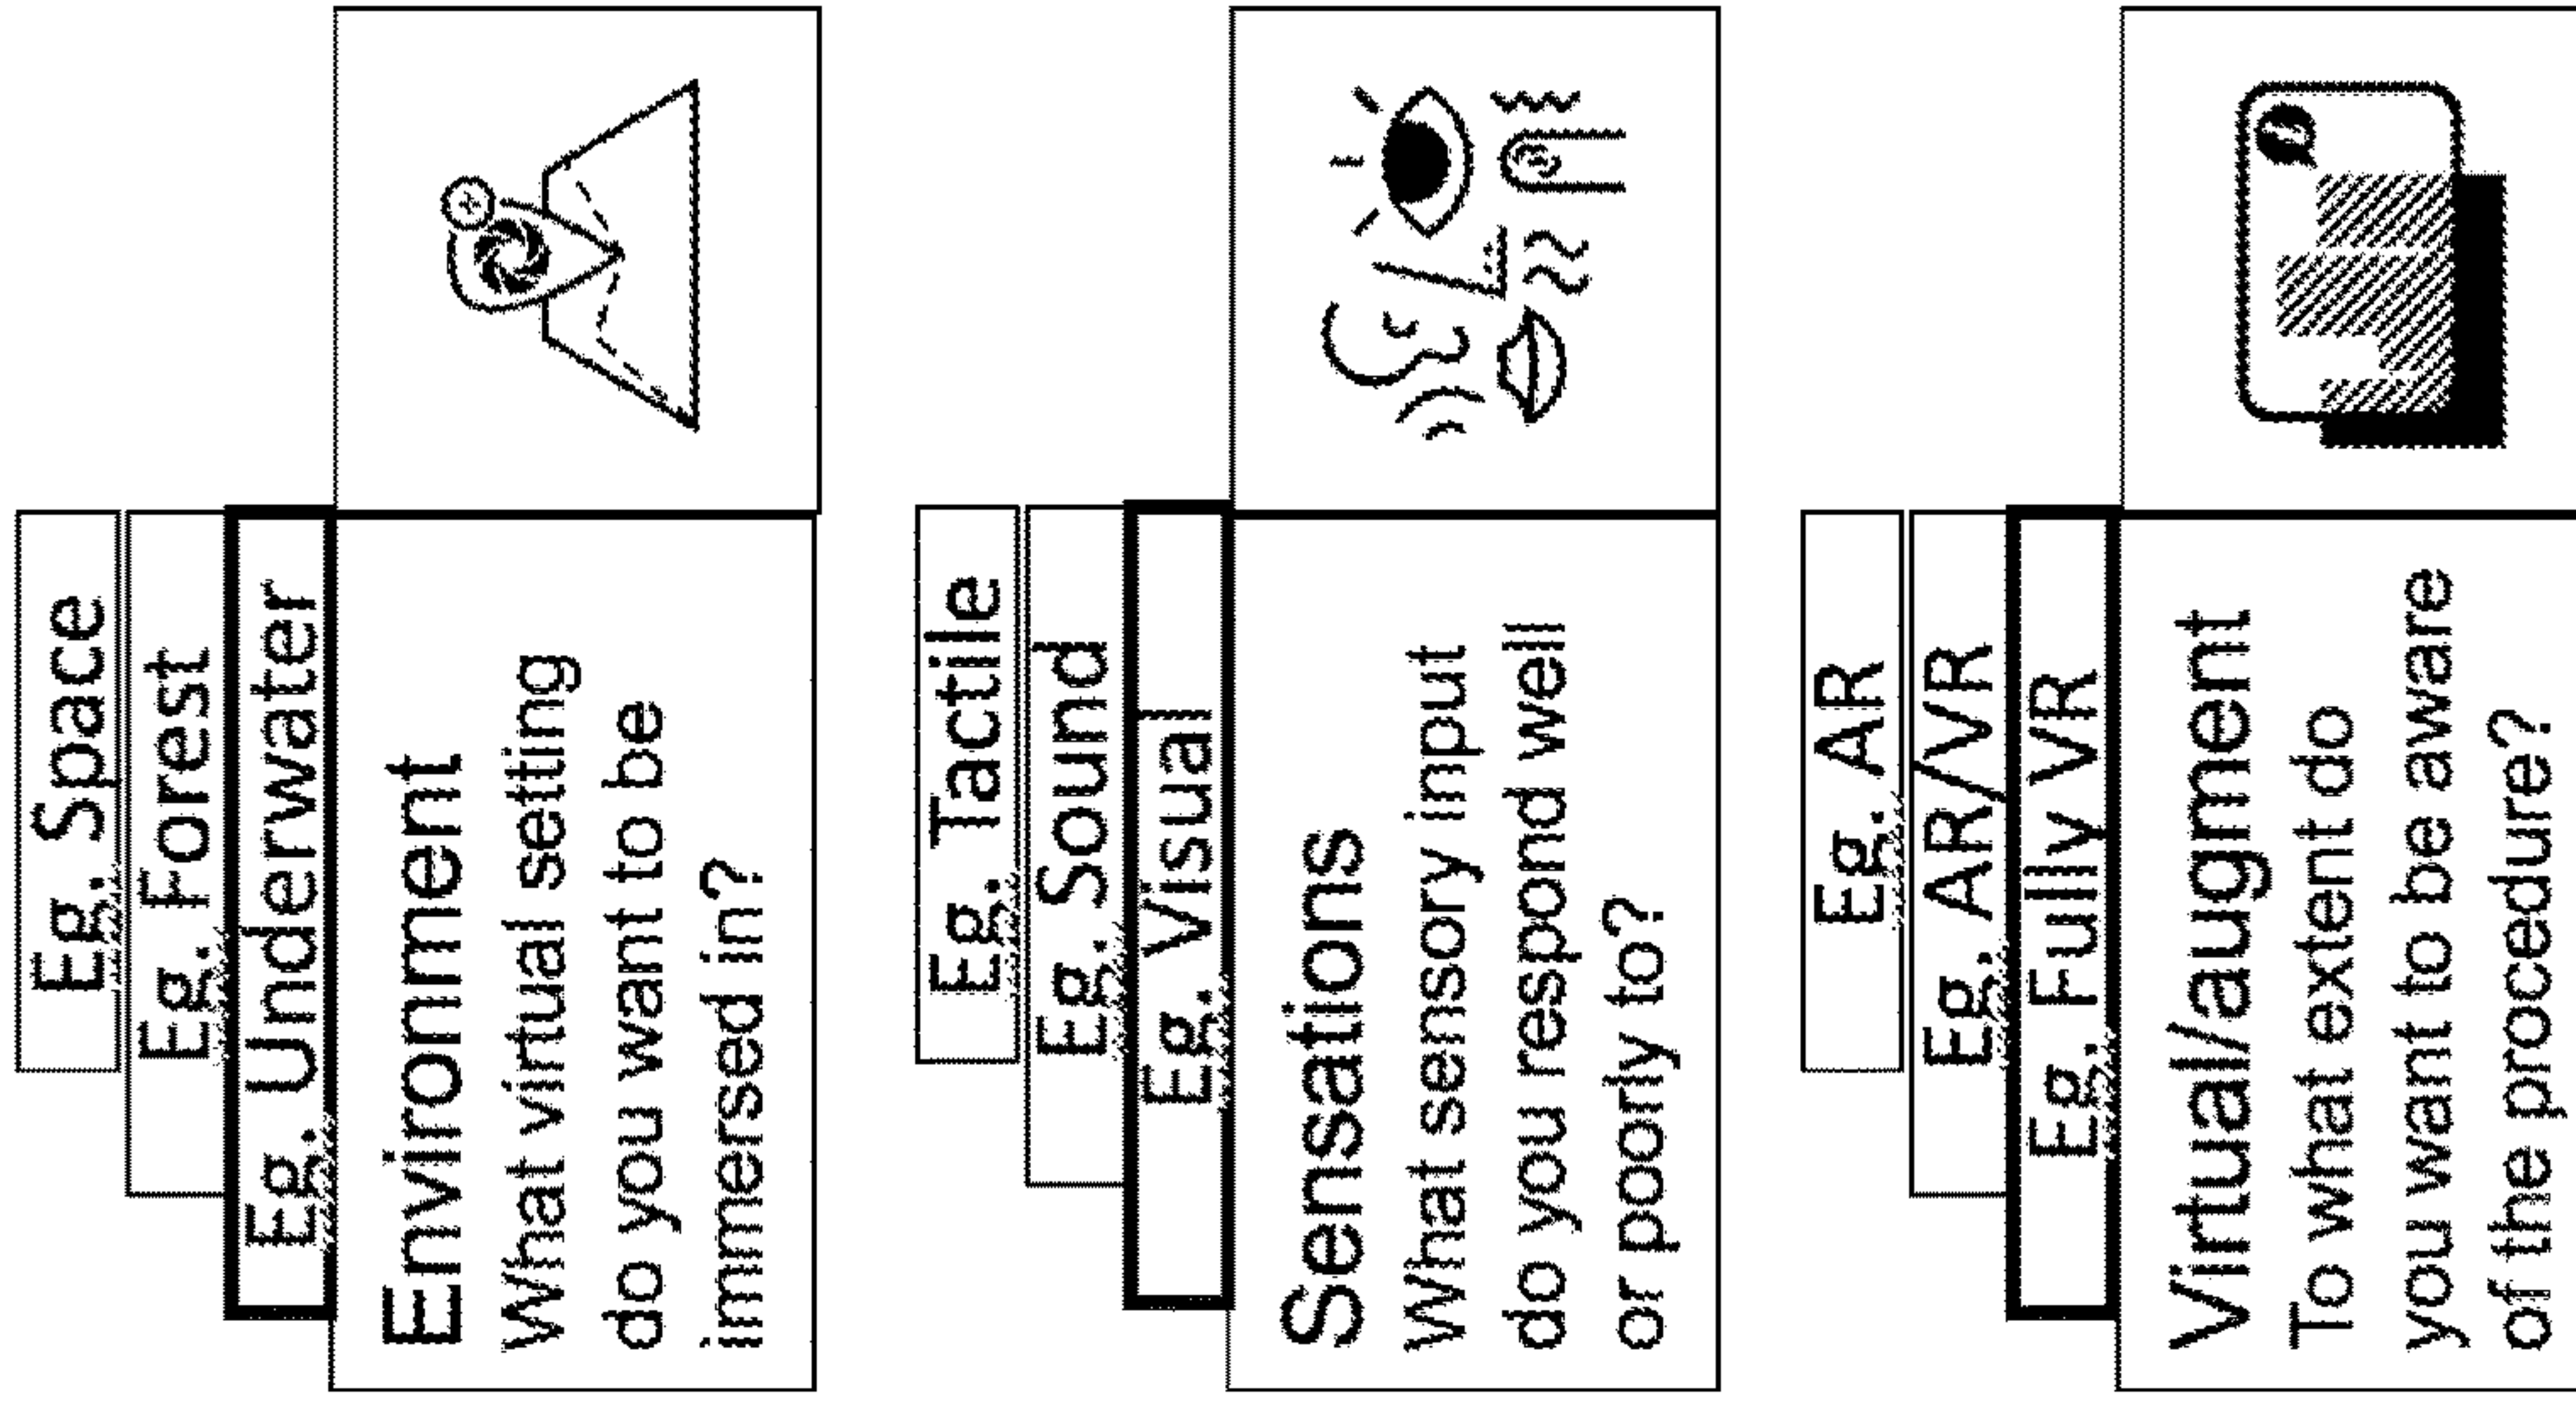 Eg. Space
Eg. Forest
Eg. Underwater
Environment
What virtual setting
do you want to be
immersed in?
Eg. Tactile
Eg. Sound
Eg. Visual
Sensations
What sensory input
do you respond well
or poorly to?
Eg. AR
Eg. AR/VR
Eg. Fully VR
Virtual/augment
To what extent do
you want to be aware
of the procedure?